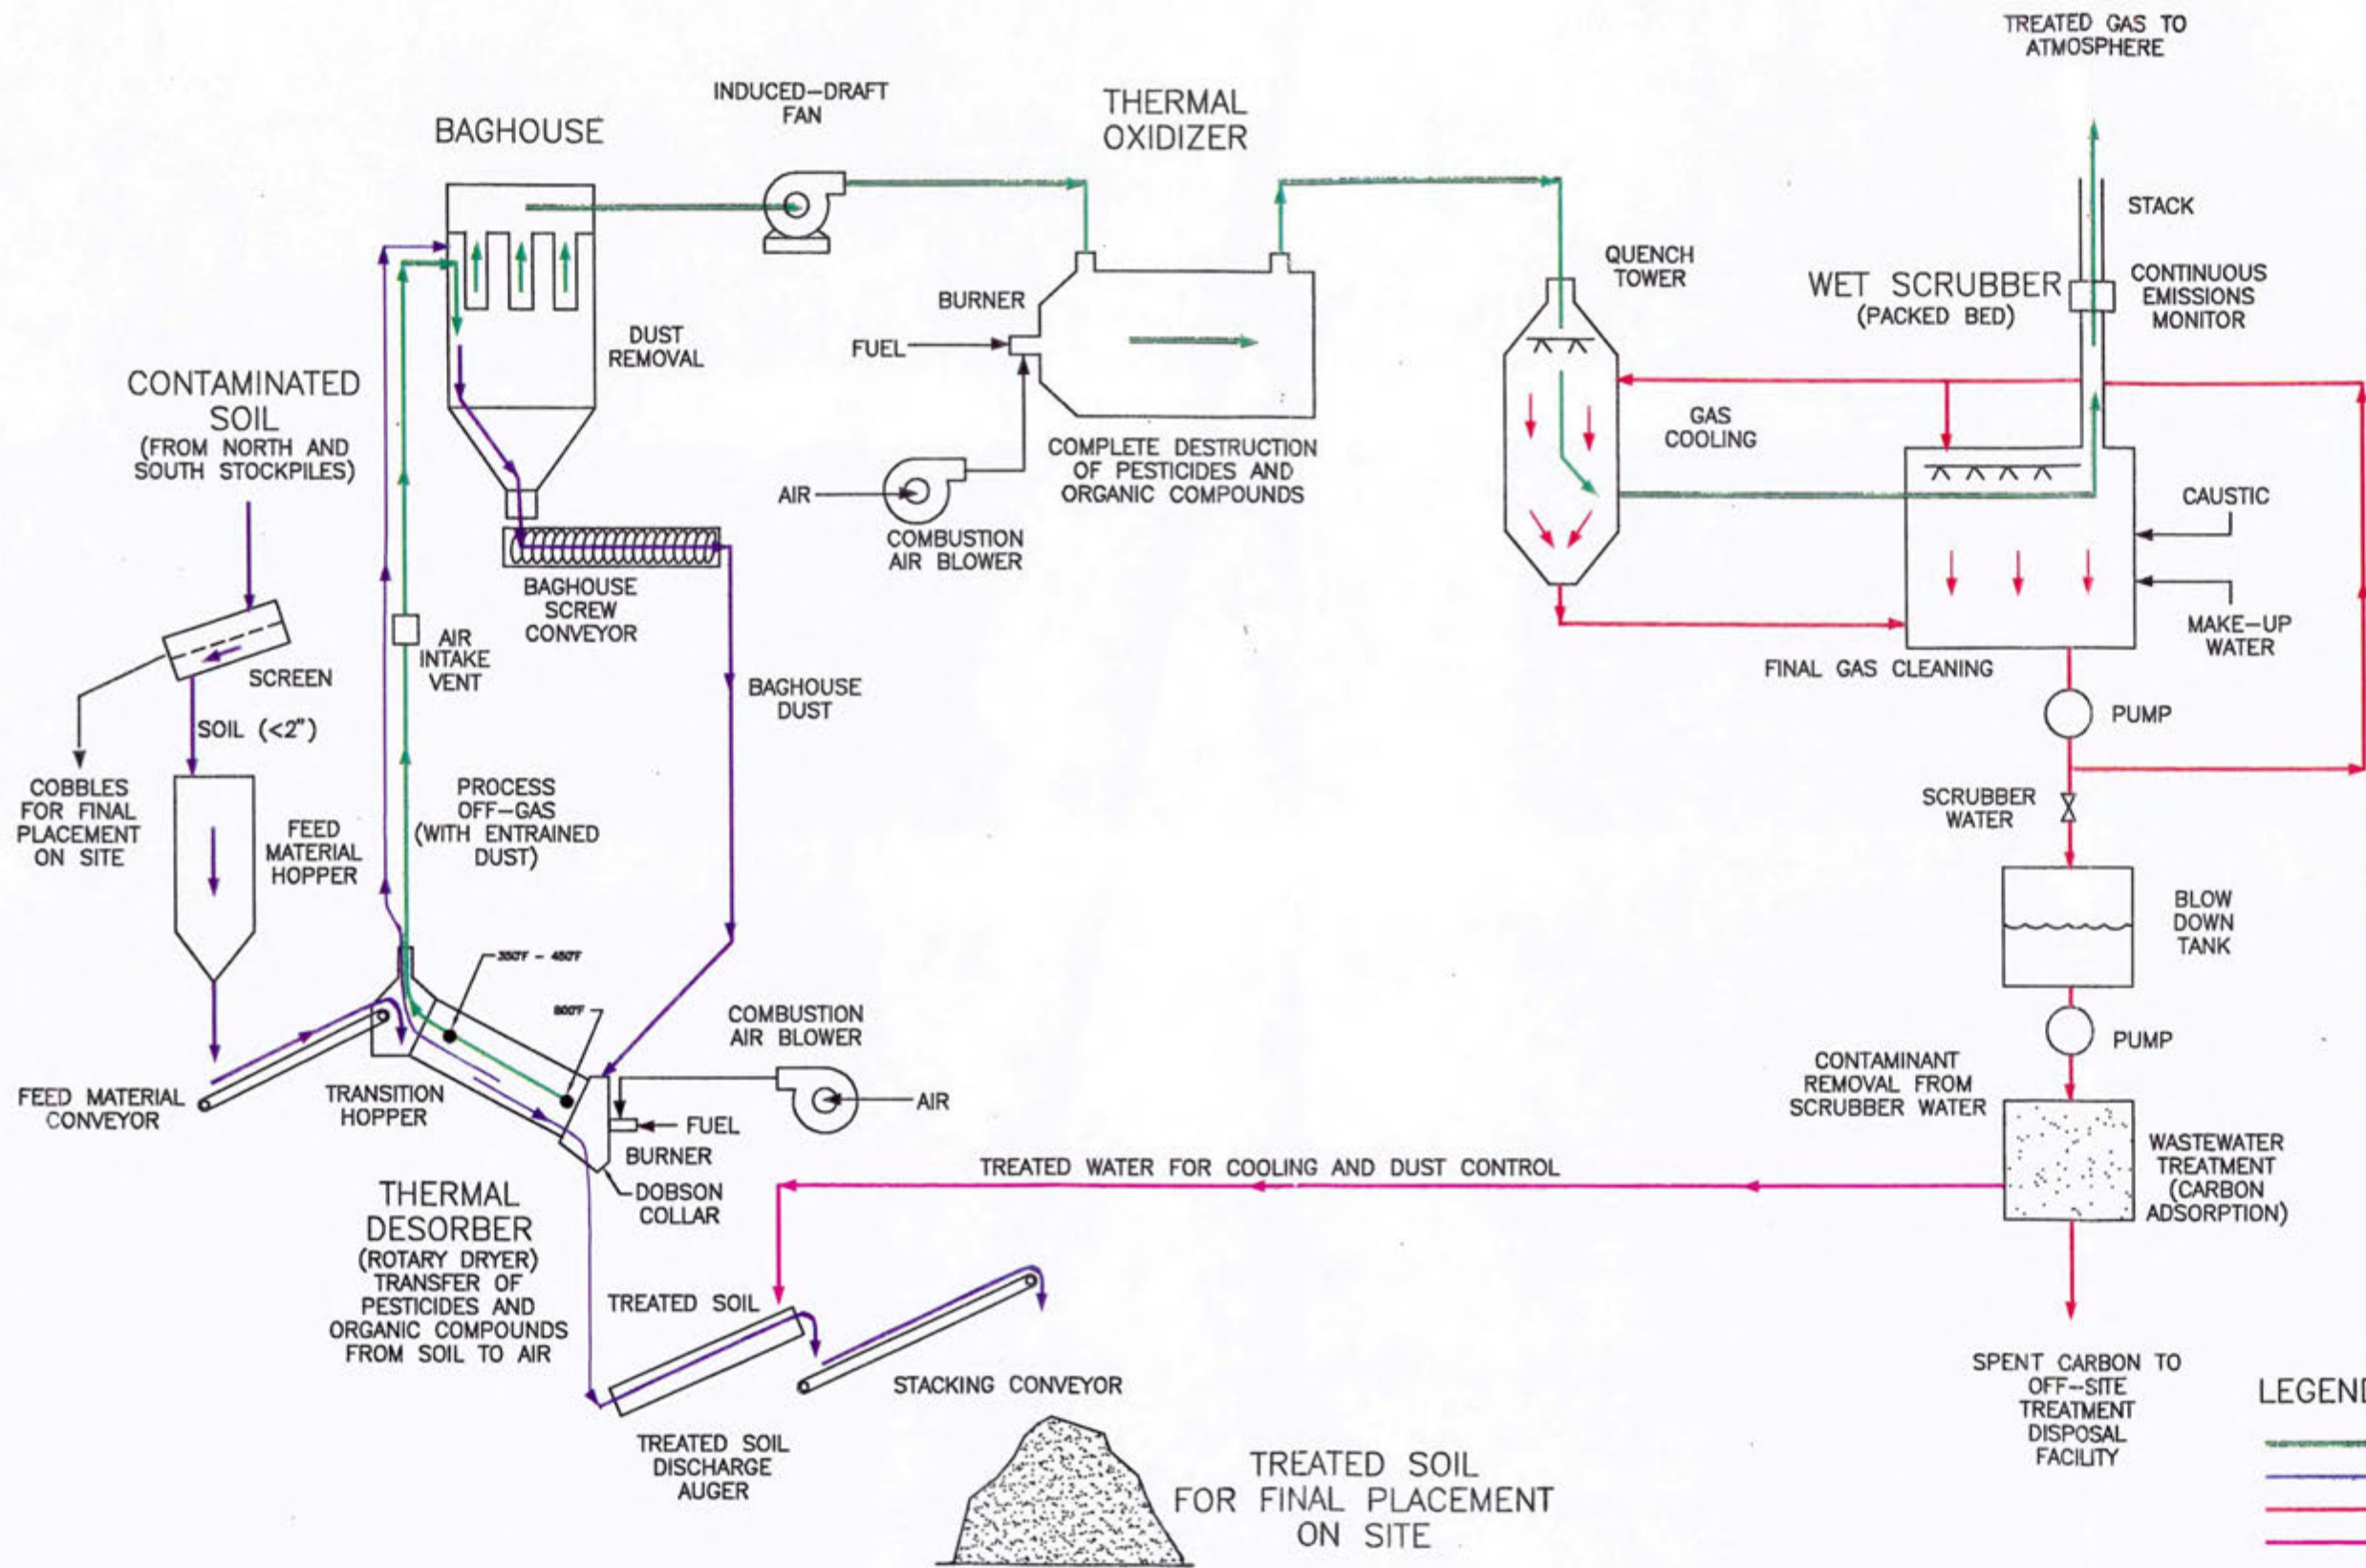 TREATED GAS TO
ATMOSPHERE
INDUCED-DRAFT
FAN
BAGHOUSE
THERMAL
OXIDIZER
STACK
QUENCH
TOWER
WET SCRUBBER
(PACKED BED)
CONTINUOUS
EMISSIONS
MONITOR
BURNER
FUEL
DUST
REMOVAL
CONTAMINATED
SOIL
(FROM NORTH AND
SOUTH STOCKPILES)
GAS
COOLING
COMPLETE DESTRUCTION
OF PESTICIDES AND
ORGANIC COMPOUNDS
AIR
COMBUSTION
AIR BLOWER
CAUSTIC
MAKE-UP
WATER
BAGHOUSE
SCREW
CONVEYOR
AIR
INTAKE
VENT
SCREEN
FINAL GAS CLEANING
BAGHOUSE
DUST
PUMP
SOIL (<2")
COBBLES
FOR FINAL
PLACEMENT
ON SITE
FEED
MATERIAL
HOPPER
PROCESS
OFF-GAS
(WITH ENTRAINED
DUST)
SCRUBBER
WATER
BLOW
DOWN
TANK
350°F - 450°F
800°F
COMBUSTION
AIR BLOWER
AIR
PUMP
FEED MATERIAL
CONVEYOR
TRANSITION
HOPPER
FUEL
BURNER
DOBSON
COLLAR
CONTAMINANT
REMOVAL FROM
SCRUBBER WATER
WASTEWATER
TREATMENT
(CARBON
ADSORPTION)
TREATED WATER FOR COOLING AND DUST CONTROL
THERMAL
DESORBER
(ROTARY DRYER)
TRANSFER OF
PESTICIDES AND
ORGANIC COMPOUNDS
FROM SOIL TO AIR
TREATED SOIL
STACKING CONVEYOR
TREATED SOIL
DISCHARGE
AUGER
TREATED SOIL
FOR FINAL PLACEMENT
ON SITE
SPENT CARBON TO
OFF-SITE
TREATMENT
DISPOSAL
FACILITY
LEGEND